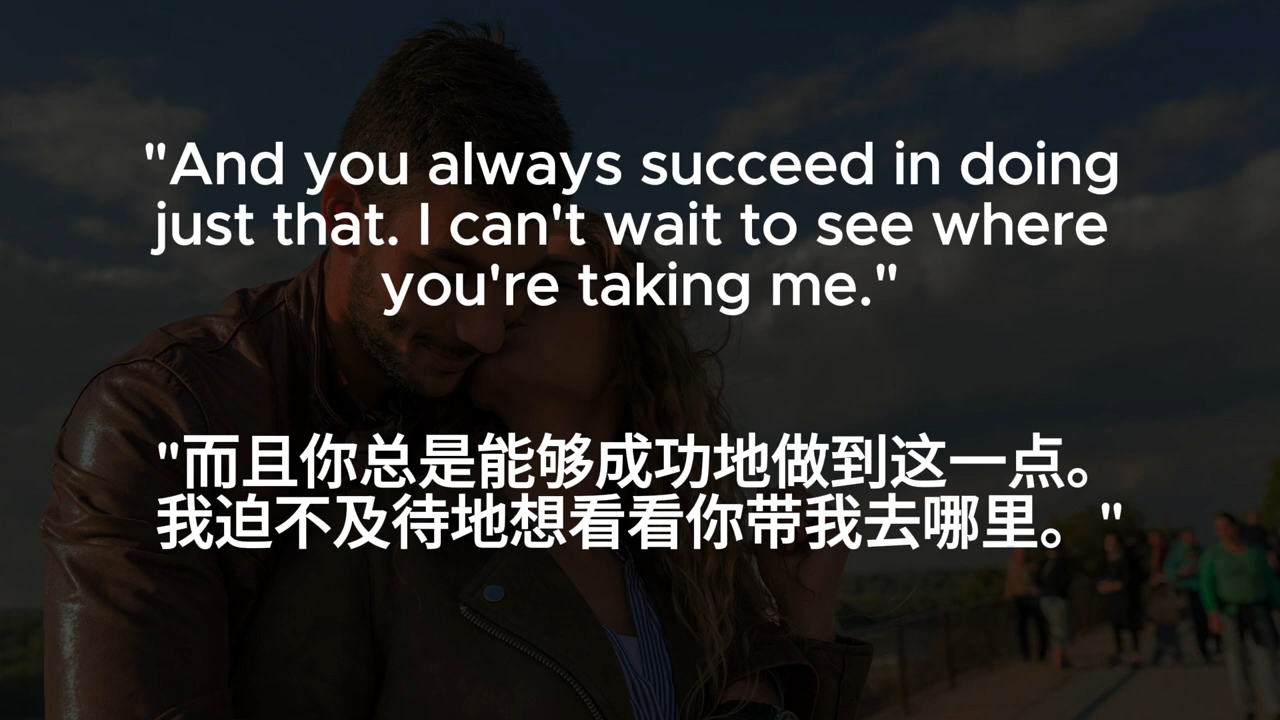 "And you always succeed in doing
just that. I can't wait to see where
you're taking me."
"而且你总是能够成功地做到这一点。
我迫不及待地想看看你带我去哪里。"